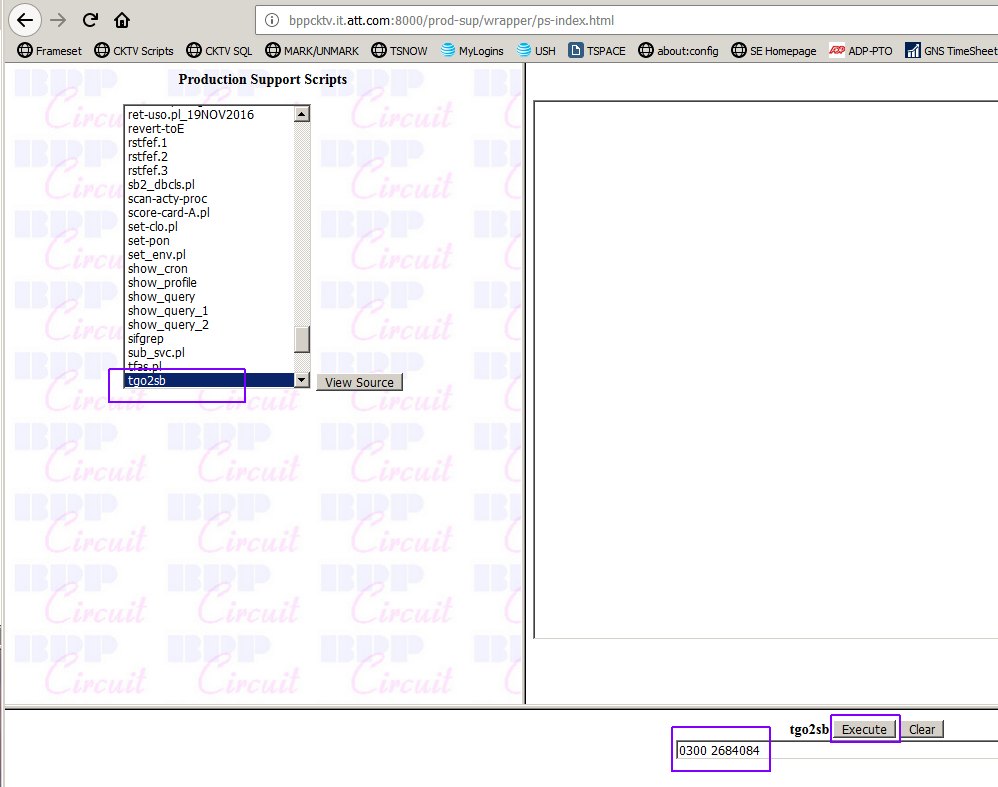 bppcktv.it.att.com:8000/prod-sup/wrapper/ps-index.html
Frameset CKTV Scripts CKTV SQL MARK/UNMARK TSNOW MyLogins USH TSPACE about:config SE Homepage ADP-PTO GNS TimeSheet
Production Support Scripts
ret-uso.pl_19NOV2016
revert-toE
rstfef.1
rstfef.2
rstfef.3
sb2_dbcls.pl
scan-acty-proc
score-card-A.pl
set-clo.pl
set-pon
set_env.pl
show_cron
show_profile
show_query
show_query_1
show_query_2
sifgrep
sub_svc.pl
tfas.pl
tgo2sb
View Source
tgo2sb Execute Clear
0300 2684084